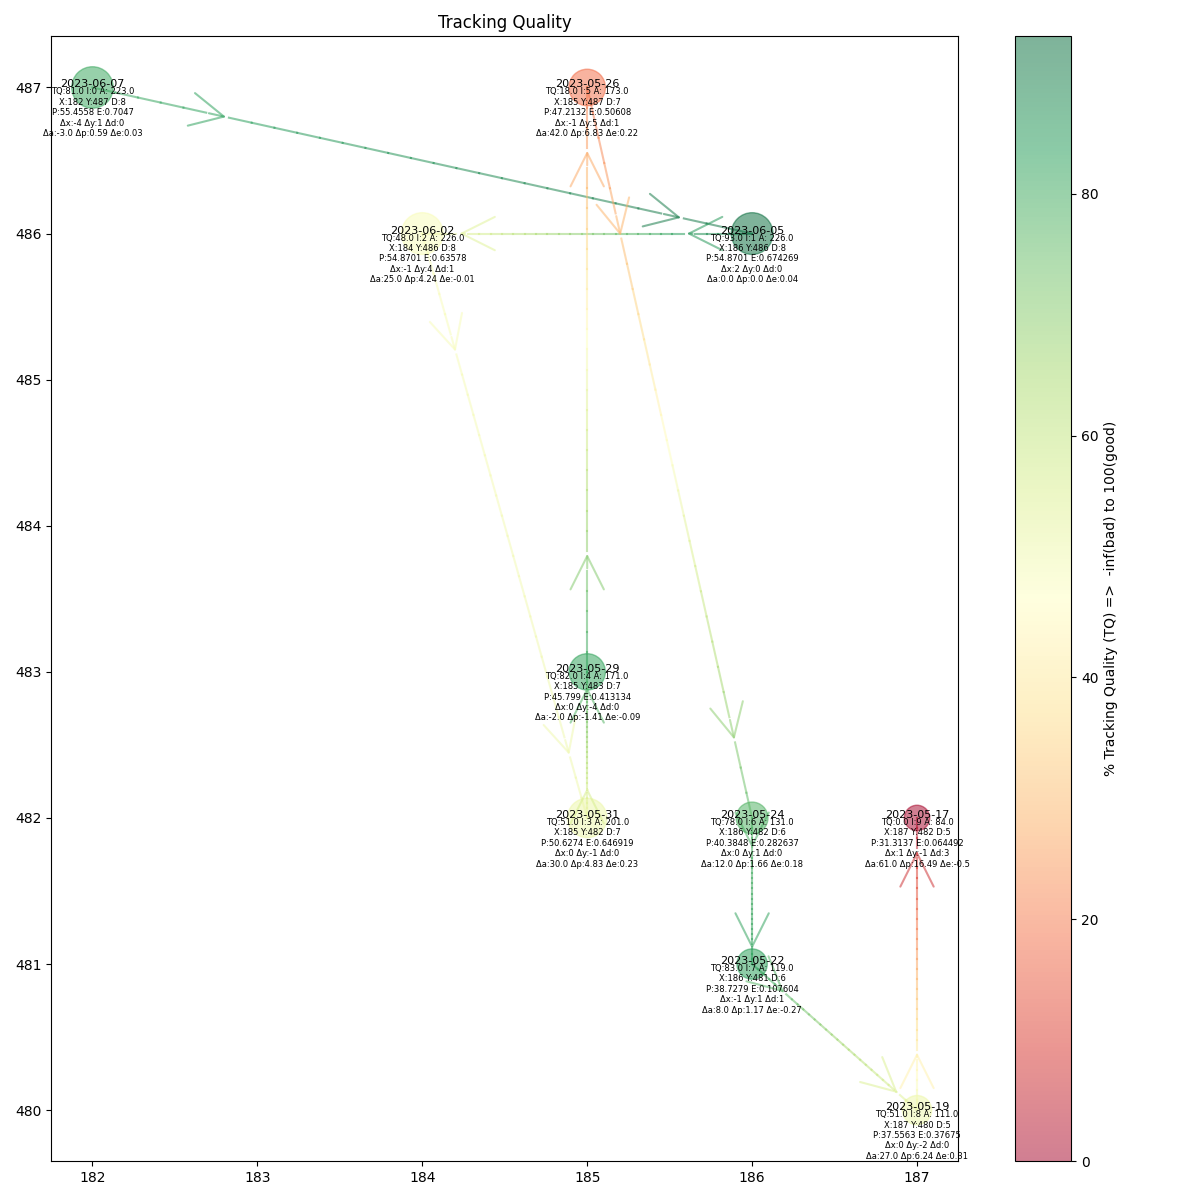 Tracking Quality
2023-06-07
TQ:81.0 I:0 A: 223.0
X:182 Y:487 D:8
P:55.4558 E:0.7047
Δx:-4 Δy:1 Δd:0
Δa:-3.0 Δp:0.59 Δe:0.03
2023-05-26
TQ:18.0 I:5 A: 173.0
X:185 Y:487 D:7
P:47.2132 E:0.50608
Δx:-1 Δy:5 Δd:1
Δa:42.0 Δp:6.83 Δe:0.22
2023-06-02
TQ:48.0 I:2 A: 226.0
X:184 Y:486 D:8
P:54.8701 E:0.63578
Δx:-1 Δy:4 Δd:1
Δa:25.0 Δp:4.24 Δe:-0.01
2023-06-05
TQ:93.0 I:1 A: 226.0
X:186 Y:486 D:8
P:54.8701 E:0.674269
Δx:2 Δy:0 Δd:0
Δa:0.0 Δp:0.0 Δe:0.04
2023-05-29
TQ:82.0 I:4 A: 171.0
X:185 Y:483 D:7
P:45.799 E:0.413134
Δx:0 Δy:-4 Δd:0
Δa:-2.0 Δp:-1.41 Δe:-0.09
2023-05-31
TQ:51.0 I:3 A: 201.0
X:185 Y:482 D:7
P:50.6274 E:0.646919
Δx:0 Δy:-1 Δd:0
Δa:30.0 Δp:4.83 Δe:0.23
2023-05-24
TQ:78.0 I:6 A: 131.0
X:186 Y:482 D:6
P:40.3848 E:0.282637
Δx:0 Δy:1 Δd:0
Δa:12.0 Δp:1.66 Δe:0.18
2023-05-17
TQ:0.0 I:9 A: 84.0
X:187 Y:482 D:5
P:31.3137 E:0.064492
Δx:1 Δy:-1 Δd:3
Δa:61.0 Δp:16.49 Δe:-0.5
2023-05-22
TQ:83.0 I:7 A: 119.0
X:186 Y:481 D:6
P:38.7279 E:0.107604
Δx:-1 Δy:1 Δd:1
Δa:8.0 Δp:1.17 Δe:-0.27
2023-05-19
TQ:51.0 I:8 A: 111.0
X:187 Y:480 D:5
P:37.5563 E:0.37675
Δx:0 Δy:-2 Δd:0
Δa:27.0 Δp:6.24 Δe:0.31
487
486
485
484
483
482
481
480
182
183
184
185
186
187
80
60
40
20
0
% Tracking Quality (TQ) => -inf(bad) to 100(good)